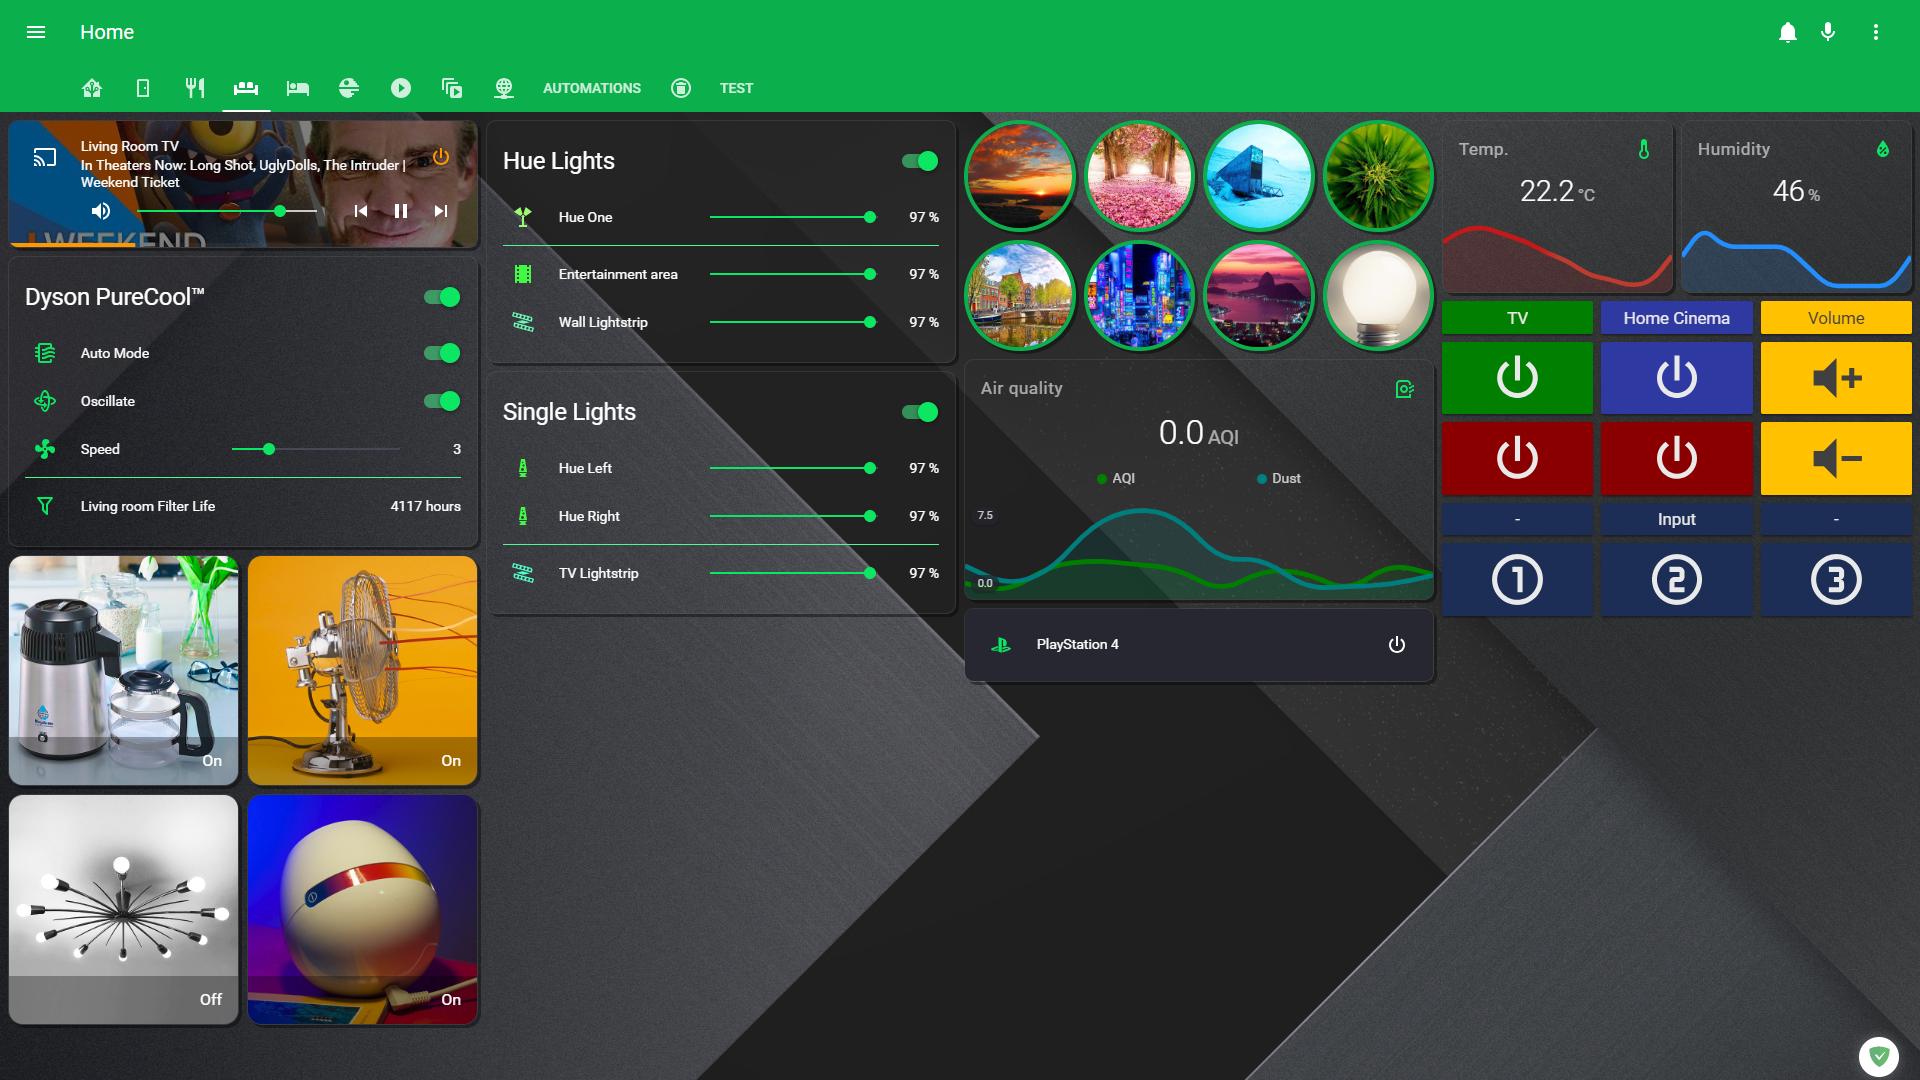 Home
AUTOMATIONS
TEST
Living Room TV
In Theaters Now: Long Shot, UglyDolls, The Intruder |
Weekend Ticket
WEEKEND
Dyson PureCool™
Auto Mode
Oscillate
Speed
3
Living room Filter Life
4117 hours
On
On
Off
On
Hue Lights
Hue One
97 %
Entertainment area
97 %
Wall Lightstrip
97 %
Single Lights
Hue Left
97 %
Hue Right
97 %
TV Lightstrip
97 %
Air quality
0.0 AQI
AQI
Dust
7.5
0.0
PlayStation 4
Temp.
22.2 °C
Humidity
46 %
TV
Home Cinema
Volume
-
Input
-
1
2
3